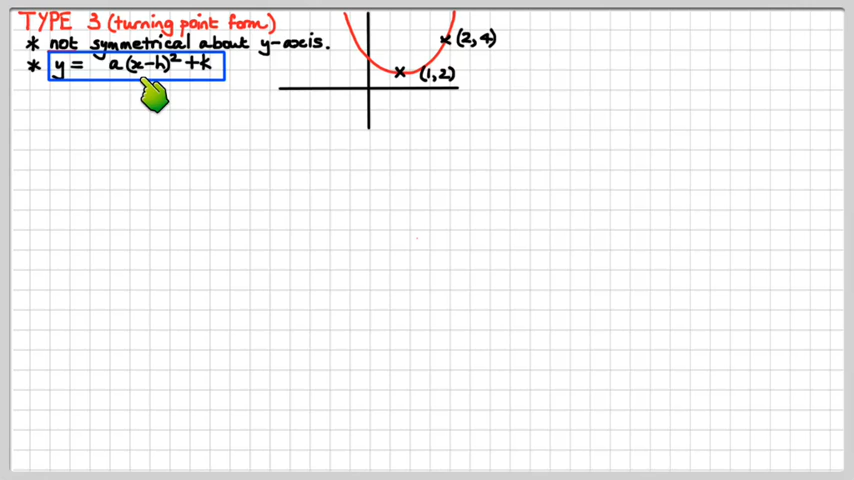 TYPE 3 (turning point form)
* not symmetrical about y-axis.
* y = a(x-h)² +k
(2,4)
(1,2)